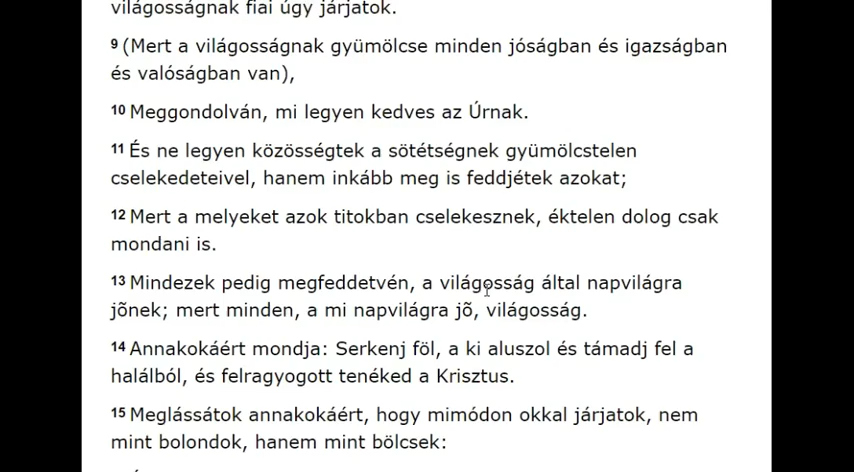 világosságnak fiai úgy járjatok.
9 (Mert a világosságnak gyümölcse minden jóságban és igazságban
és valóságban van),
10 Meggondolván, mi legyen kedves az Úrnak.
11 És ne legyen közösségtek a sötétségnek gyümölcstelen
cselekedeteivel, hanem inkább meg is feddjétek azokat;
12 Mert a melyeket azok titokban cselekesznek, éktelen dolog csak
mondani is.
13 Mindezek pedig megfeddetvén, a világosság által napvilágra
jõnek; mert minden, a mi napvilágra jõ, világosság.
14 Annakokáért mondja: Serkenj föl, a ki aluszol és támadj fel a
halálból, és felragyogott tenéked a Krisztus.
15 Meglássátok annakokáért, hogy mimódon okkal járjatok, nem
mint bolondok, hanem mint bölcsek: